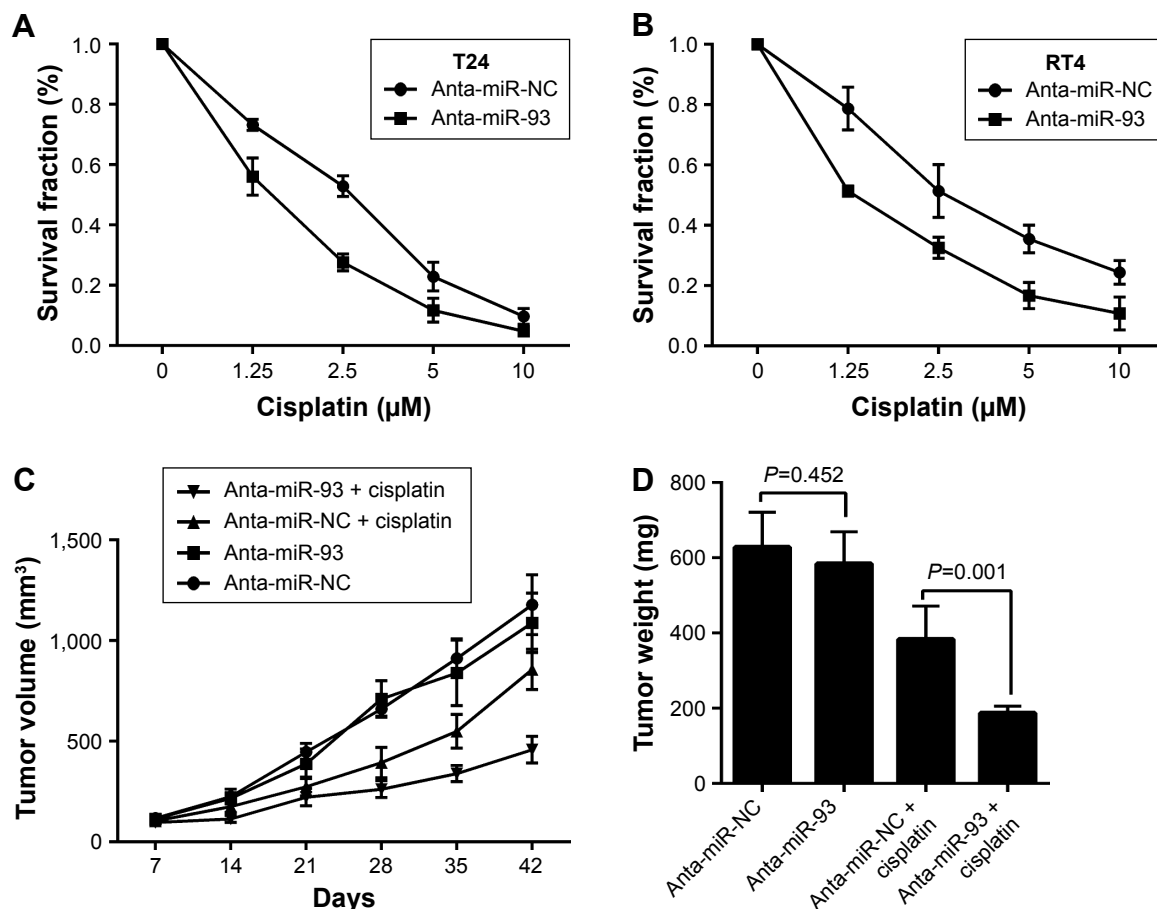 A
T24
Anta-miR-NC
Anta-miR-93
Survival fraction (%)
1.0
0.8
0.6
0.4
0.2
0.0
0 1.25 2.5 5 10
Cisplatin (µM)
B
RT4
Anta-miR-NC
Anta-miR-93
Survival fraction (%)
1.0
0.8
0.6
0.4
0.2
0.0
0 1.25 2.5 5 10
Cisplatin (µM)
C
Anta-miR-93 + cisplatin
Anta-miR-NC + cisplatin
Anta-miR-93
Anta-miR-NC
Tumor volume (mm³)
1,500
1,000
500
0
7 14 21 28 35 42
Days
D
P=0.452
P=0.001
Tumor weight (mg)
800
600
400
200
0
Anta-miR-NC
Anta-miR-93
Anta-miR-NC +
cisplatin
Anta-miR-93 +
cisplatin